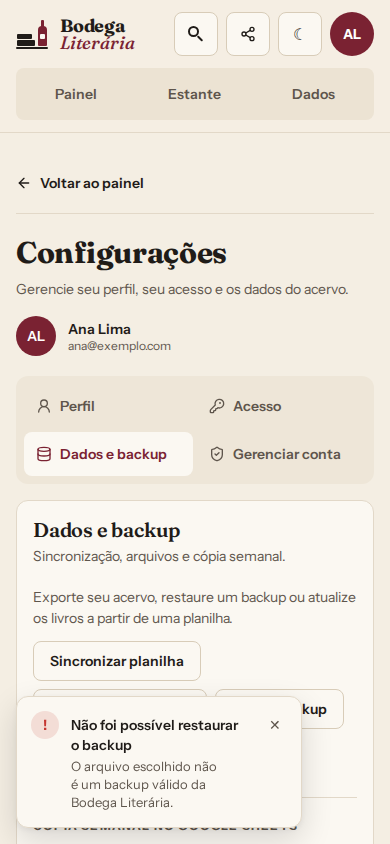 Bodega
Literária
AL
Painel
Estante
Dados
Voltar ao painel
Configurações
Gerencie seu perfil, seu acesso e os dados do acervo.
AL
Ana Lima
ana@exemplo.com
Perfil
Acesso
Dados e backup
Gerenciar conta
Dados e backup
Sincronização, arquivos e cópia semanal.
Exporte seu acervo, restaure um backup ou atualize
os livros a partir de uma planilha.
Sincronizar planilha
kup
!
Não foi possível restaurar
o backup
O arquivo escolhido não
é um backup válido da
Bodega Literária.